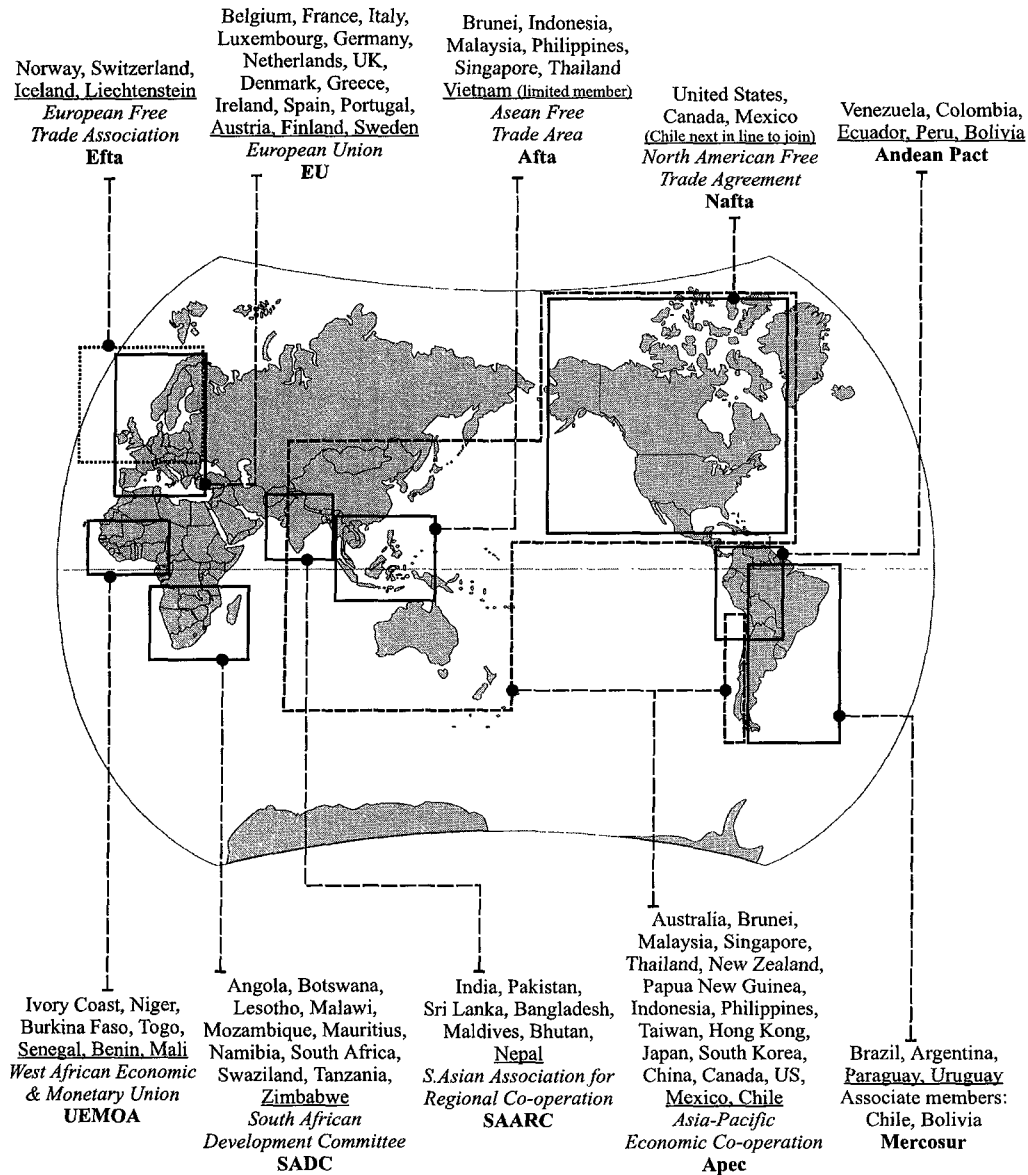 Norway, Switzerland,
Iceland, Liechtenstein
European Free
Trade Association
Efta
Belgium, France, Italy,
Luxembourg, Germany,
Netherlands, UK,
Denmark, Greece,
Ireland, Spain, Portugal,
Austria, Finland, Sweden
European Union
EU
Brunei, Indonesia,
Malaysia, Philippines,
Singapore, Thailand
Vietnam (limited member)
Asean Free
Trade Area
Afta
United States,
Canada, Mexico
(Chile next in line to join)
North American Free
Trade Agreement
Nafta
Venezuela, Colombia,
Ecuador, Peru, Bolivia
Andean Pact
Ivory Coast, Niger,
Burkina Faso, Togo,
Senegal, Benin, Mali
West African Economic
& Monetary Union
UEMOA
Angola, Botswana,
Lesotho, Malawi,
Mozambique, Mauritius,
Namibia, South Africa,
Swaziland, Tanzania,
Zimbabwe
South African
Development Committee
SADC
India, Pakistan,
Sri Lanka, Bangladesh,
Maldives, Bhutan,
Nepal
S.Asian Association for
Regional Co-operation
SAARC
Australia, Brunei,
Malaysia, Singapore,
Thailand, New Zealand,
Papua New Guinea,
Indonesia, Philippines,
Taiwan, Hong Kong,
Japan, South Korea,
China, Canada, US,
Mexico, Chile
Asia-Pacific
Economic Co-operation
Apec
Brazil, Argentina,
Paraguay, Uruguay
Associate members:
Chile, Bolivia
Mercosur